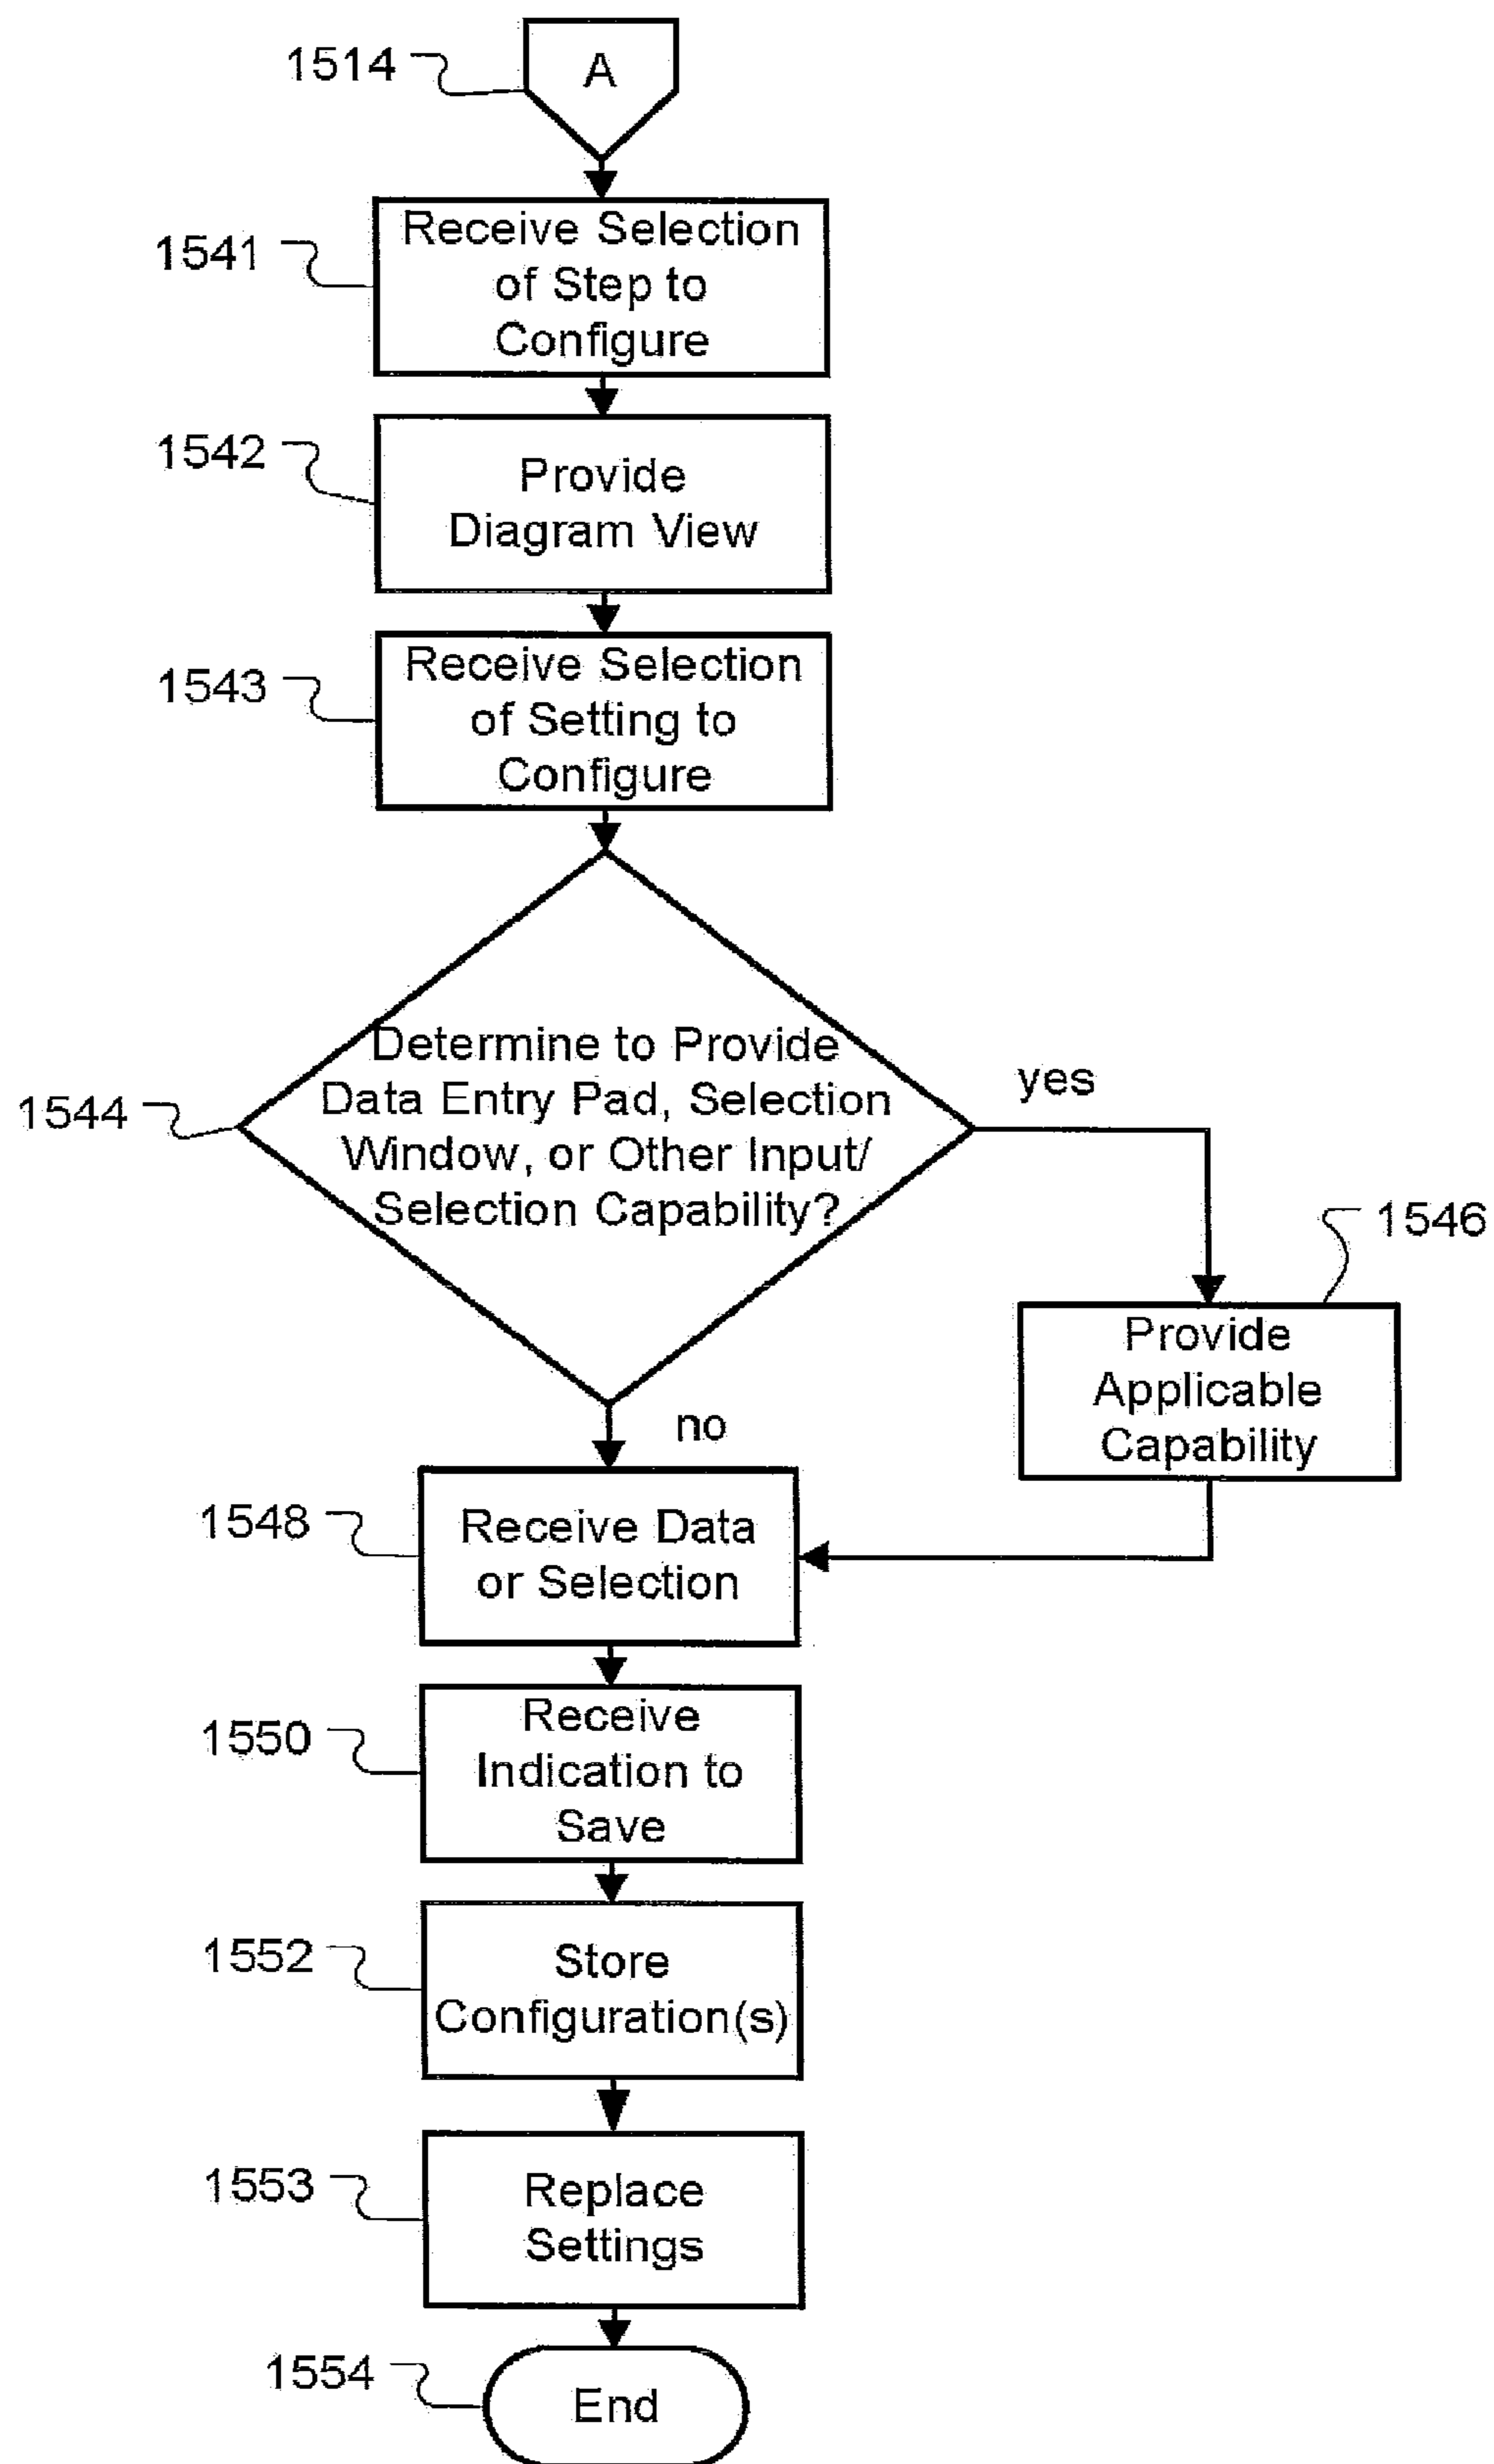 1514
A
1541
Receive Selection
of Step to
Configure
1542
Provide
Diagram View
1543
Receive Selection
of Setting to
Configure
1544
Determine to Provide
Data Entry Pad, Selection
Window, or Other Input/
Selection Capability?
yes
1546
Provide
Applicable
Capability
no
1548
Receive Data
or Selection
1550
Receive
Indication to
Save
1552
Store
Configuration(s)
1553
Replace
Settings
1554
End